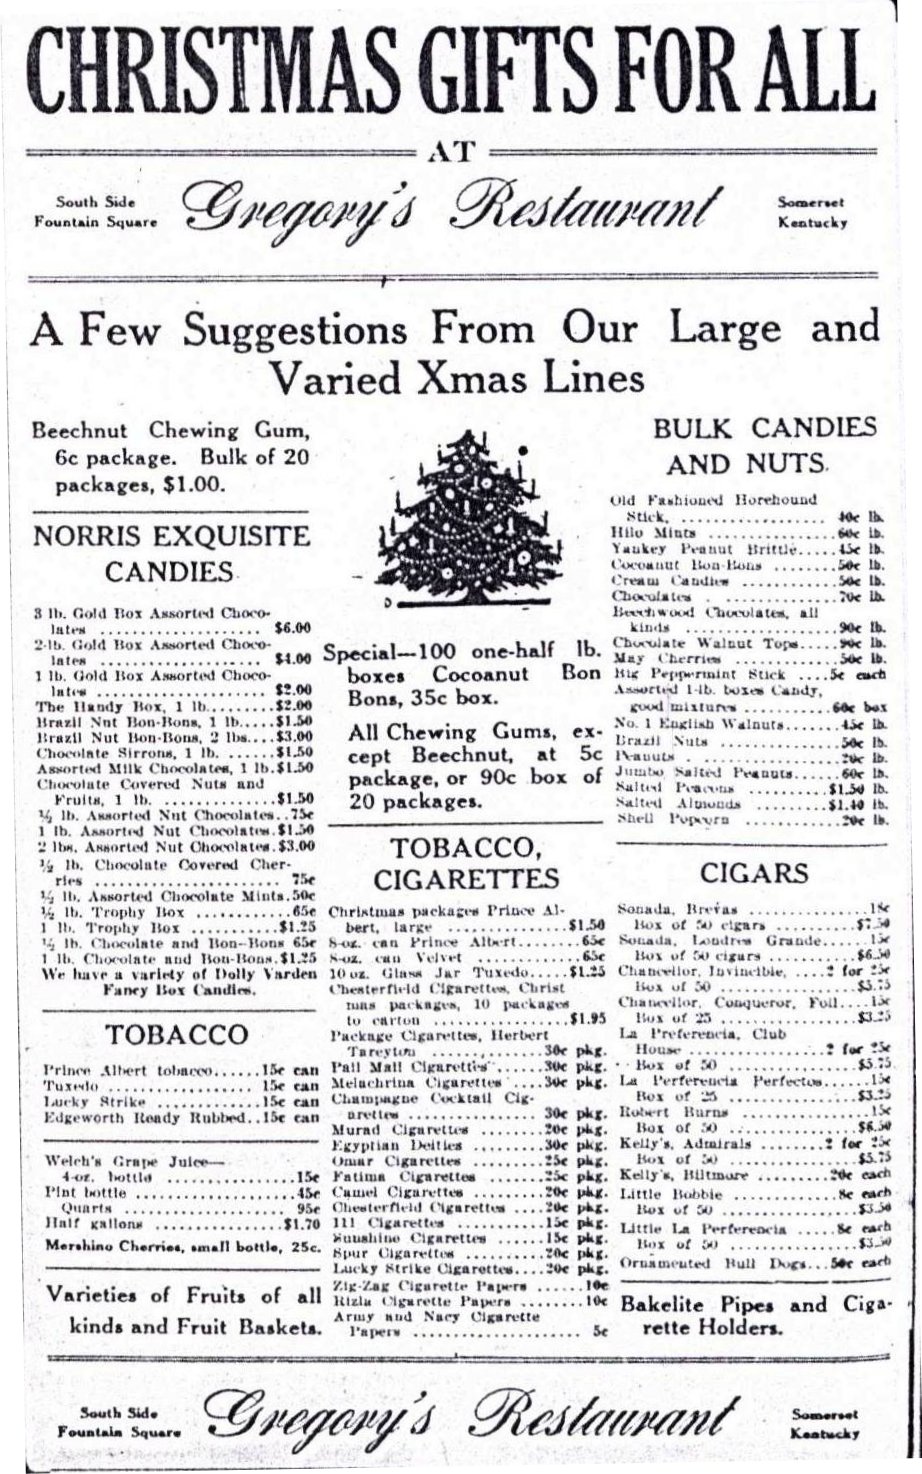 CHRISTMAS GIFTS FOR ALL
AT
South Side
Fountain Square
Gregory's Restaurant
Somerset
Kentucky
A Few Suggestions From Our Large and
Varied Xmas Lines
Beechnut Chewing Gum,
6c package. Bulk of 20
packages, $1.00.
NORRIS EXQUISITE
CANDIES
3 lb. Gold Box Assorted Choco-
lates .................. $6.00
2-lb. Gold Box Assorted Choco-
lates .................. $4.00
1 lb. Gold Box Assorted Choco-
lates .................. $2.00
The Handy Box, 1 lb........$2.00
Brazil Nut Bon-Bons, 1 lb.....$1.50
Brazil Nut Bon-Bons, 2 lbs....$3.00
Chocolate Sirrons, 1 lb. ......$1.50
Assorted Milk Chocolates, 1 lb.$1.50
Chocolate Covered Nuts and
Fruits, 1 lb. .............$1.50
½ lb. Assorted Nut Chocolates..75c
1 lb. Assorted Nut Chocolates.$1.50
2 lbs. Assorted Nut Chocolates.$3.00
½ lb. Chocolate Covered Cher-
ries ...................... 75c
½ lb. Assorted Chocolate Mints.50c
½ lb. Trophy Box ............65c
1 lb. Trophy Box ...........$1.25
½ lb. Chocolate and Bon-Bons 65c
1 lb. Chocolate and Bon-Bons.$1.25
We have a variety of Dolly Varden
Fancy Box Candies.
TOBACCO
Prince Albert tobacco......15c can
Tuxedo ..................15c can
Lucky Strike .............15c can
Edgeworth Ready Rubbed..15c can
Welch's Grape Juice—
4-oz. bottle ...............15c
Pint bottle ...................45c
Quarts ..................... 95c
Half gallons ...............$1.70
Mershino Cherries, small bottle, 25c.
Varieties of Fruits of all
kinds and Fruit Baskets.
D
Special—100 one-half lb.
boxes Cocoanut Bon
Bons, 35c box.
All Chewing Gums, ex-
cept Beechnut, at 5c
package, or 90c box of
20 packages.
TOBACCO,
CIGARETTES
Christmas packages Prince Al-
bert, large ..............$1.50
8-oz. can Prince Albert........65c
8-oz. can Velvet .............65c
10 oz. Glass Jar Tuxedo.....$1.25
Chesterfield Cigarettes, Christ
mas packages, 10 packages
to carton ................$1.95
Package Cigarettes, Herbert
Tareyton ............30c pkg.
Pall Mall Cigarettes.......30c pkg.
Melachrina Cigarettes ....30c pkg.
Champagne Cocktail Cig-
arettes ................30c pkg.
Murad Cigarettes .......20c pkg.
Egyptian Deities ........30c pkg.
Omar Cigarettes ........25c pkg.
Fatima Cigarettes .......25c pkg.
Camel Cigarettes ........20c pkg.
Chesterfield Cigarettes ....20c pkg.
111 Cigarettes ..........15c pkg.
Sunshine Cigarettes ......15c pkg.
Spur Cigarettes ..........20c pkg.
Lucky Strike Cigarettes....20c pkg.
Zig-Zag Cigarette Papers ......10c
Rizla Cigarette Papers ........10c
Army and Nacy Cigarette
Papers ..................... 5c
BULK CANDIES
AND NUTS.
Old Fashioned Horehound
Stick, .................. 40c lb.
Hilo Mints ...............60c lb.
Yankey Peanut Brittle.....45c lb.
Cocoanut Bon-Bons ........50c lb.
Cream Candies ............50c lb.
Chocolates . ...............70c lb.
Beechwood Chocolates, all
kinds ...................90c lb.
Chocolate Walnut Tops.....90c lb.
May Cherries .............50c lb.
Big Peppermint Stick ....5c each
Assorted 1-lb. boxes Candy,
good mixtures ...........60c box
No. 1 English Walnuts.......45c lb.
Brazil Nuts ...............50c lb.
Peanuts ..................20c lb.
Jumbo Salted Peanuts......60c lb.
Salted Peacons ..........$1.50 lb.
Salted Almonds .........$1.40 lb.
Shell Popcorn ............20c lb.
CIGARS
Sonada, Brevas ...............
Box of 50 cigars ..........$7.50
Sonada, Londres Grande......15c
Box of 50 cigars ..........$6.50
Chancellor, Invincible, ....2 for 25c
Box of 50 ................$5.75
Chancellor, Conqueror, Foil....15c
Box of 25 ................$3.25
La Preferencia, Club
House ................2 for 25c
Box of 50 ...............$5.75
La Perferencia Perfectos......15c
Box of 25 ...............$3.25
Robert Burns ................15c
Box of 50 ................$6.50
Kelly's, Admirals ........2 for 25c
Box of 50 ................$5.75
Kelly's, Biltmore .........20c each
Little Bobbie ..............8c each
Box of 50 ...............$3.50
Little La Perferencia .....8c each
Box of 50 ...............$3.50
Ornamented Bull Dogs...50c each
Bakelite Pipes and Ciga-
rette Holders.
South Side
Fountain Square
Gregory's Restaurant
Somerset
Kentucky